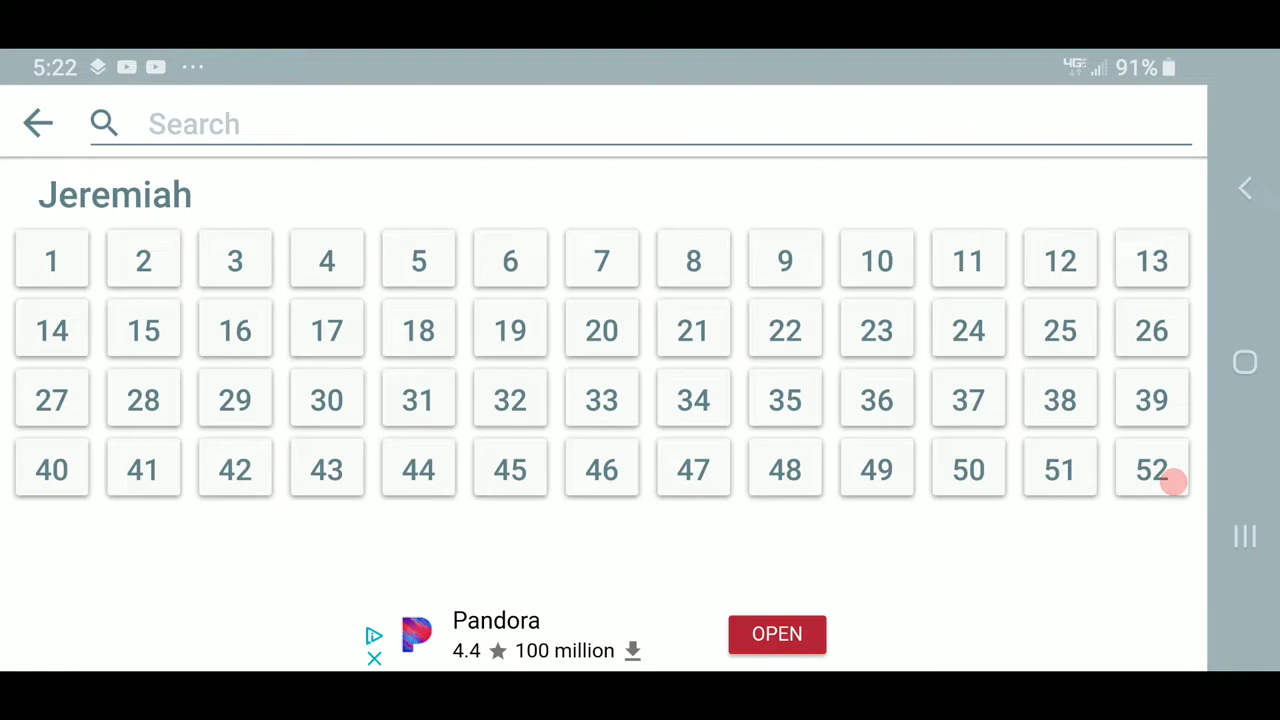 5:22 ... 4G 91%
Search
Jeremiah
1 2 3 4 5 6 7 8 9 10 11 12 13
14 15 16 17 18 19 20 21 22 23 24 25 26
27 28 29 30 31 32 33 34 35 36 37 38 39
40 41 42 43 44 45 46 47 48 49 50 51 52
Pandora
4.4 ★ 100 million
OPEN